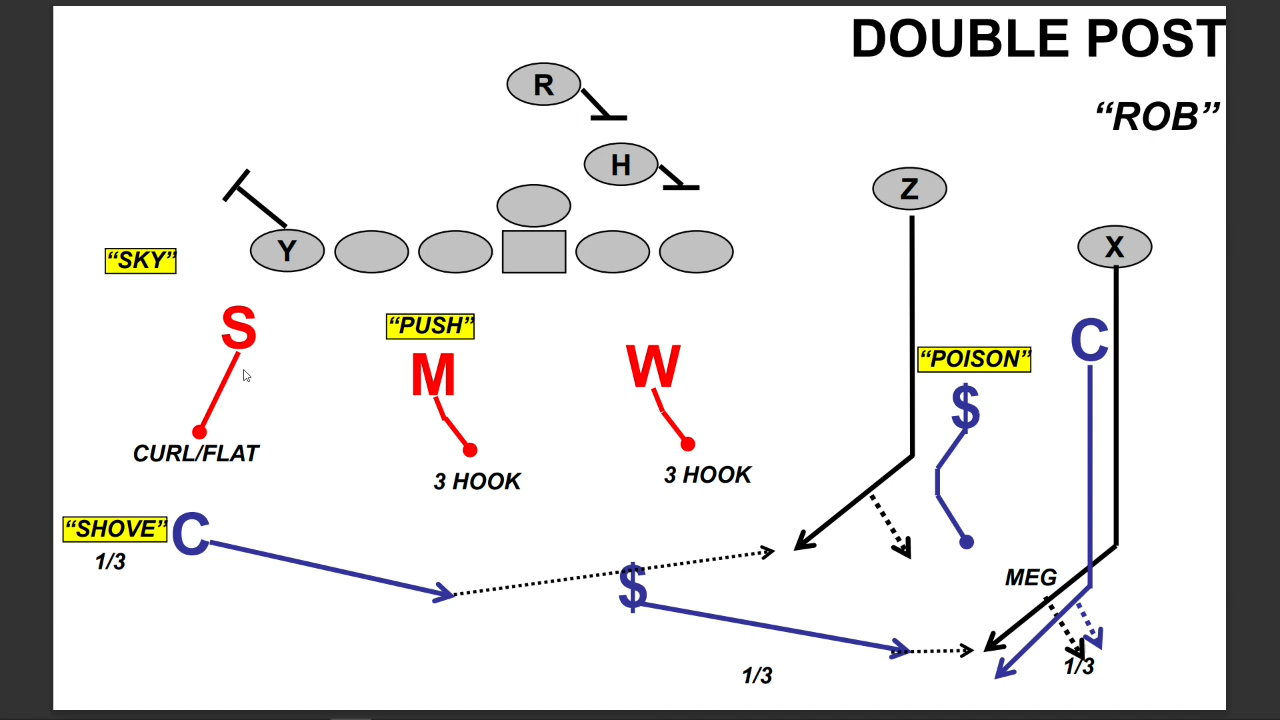 DOUBLE POST
R
“ROB”
H
Z
Y
X
“SKY”
S
“PUSH”
C
M
W
“POISON”
$
CURL/FLAT
3 HOOK
3 HOOK
“SHOVE”
C
1/3
$
MEG
1/3
1/3